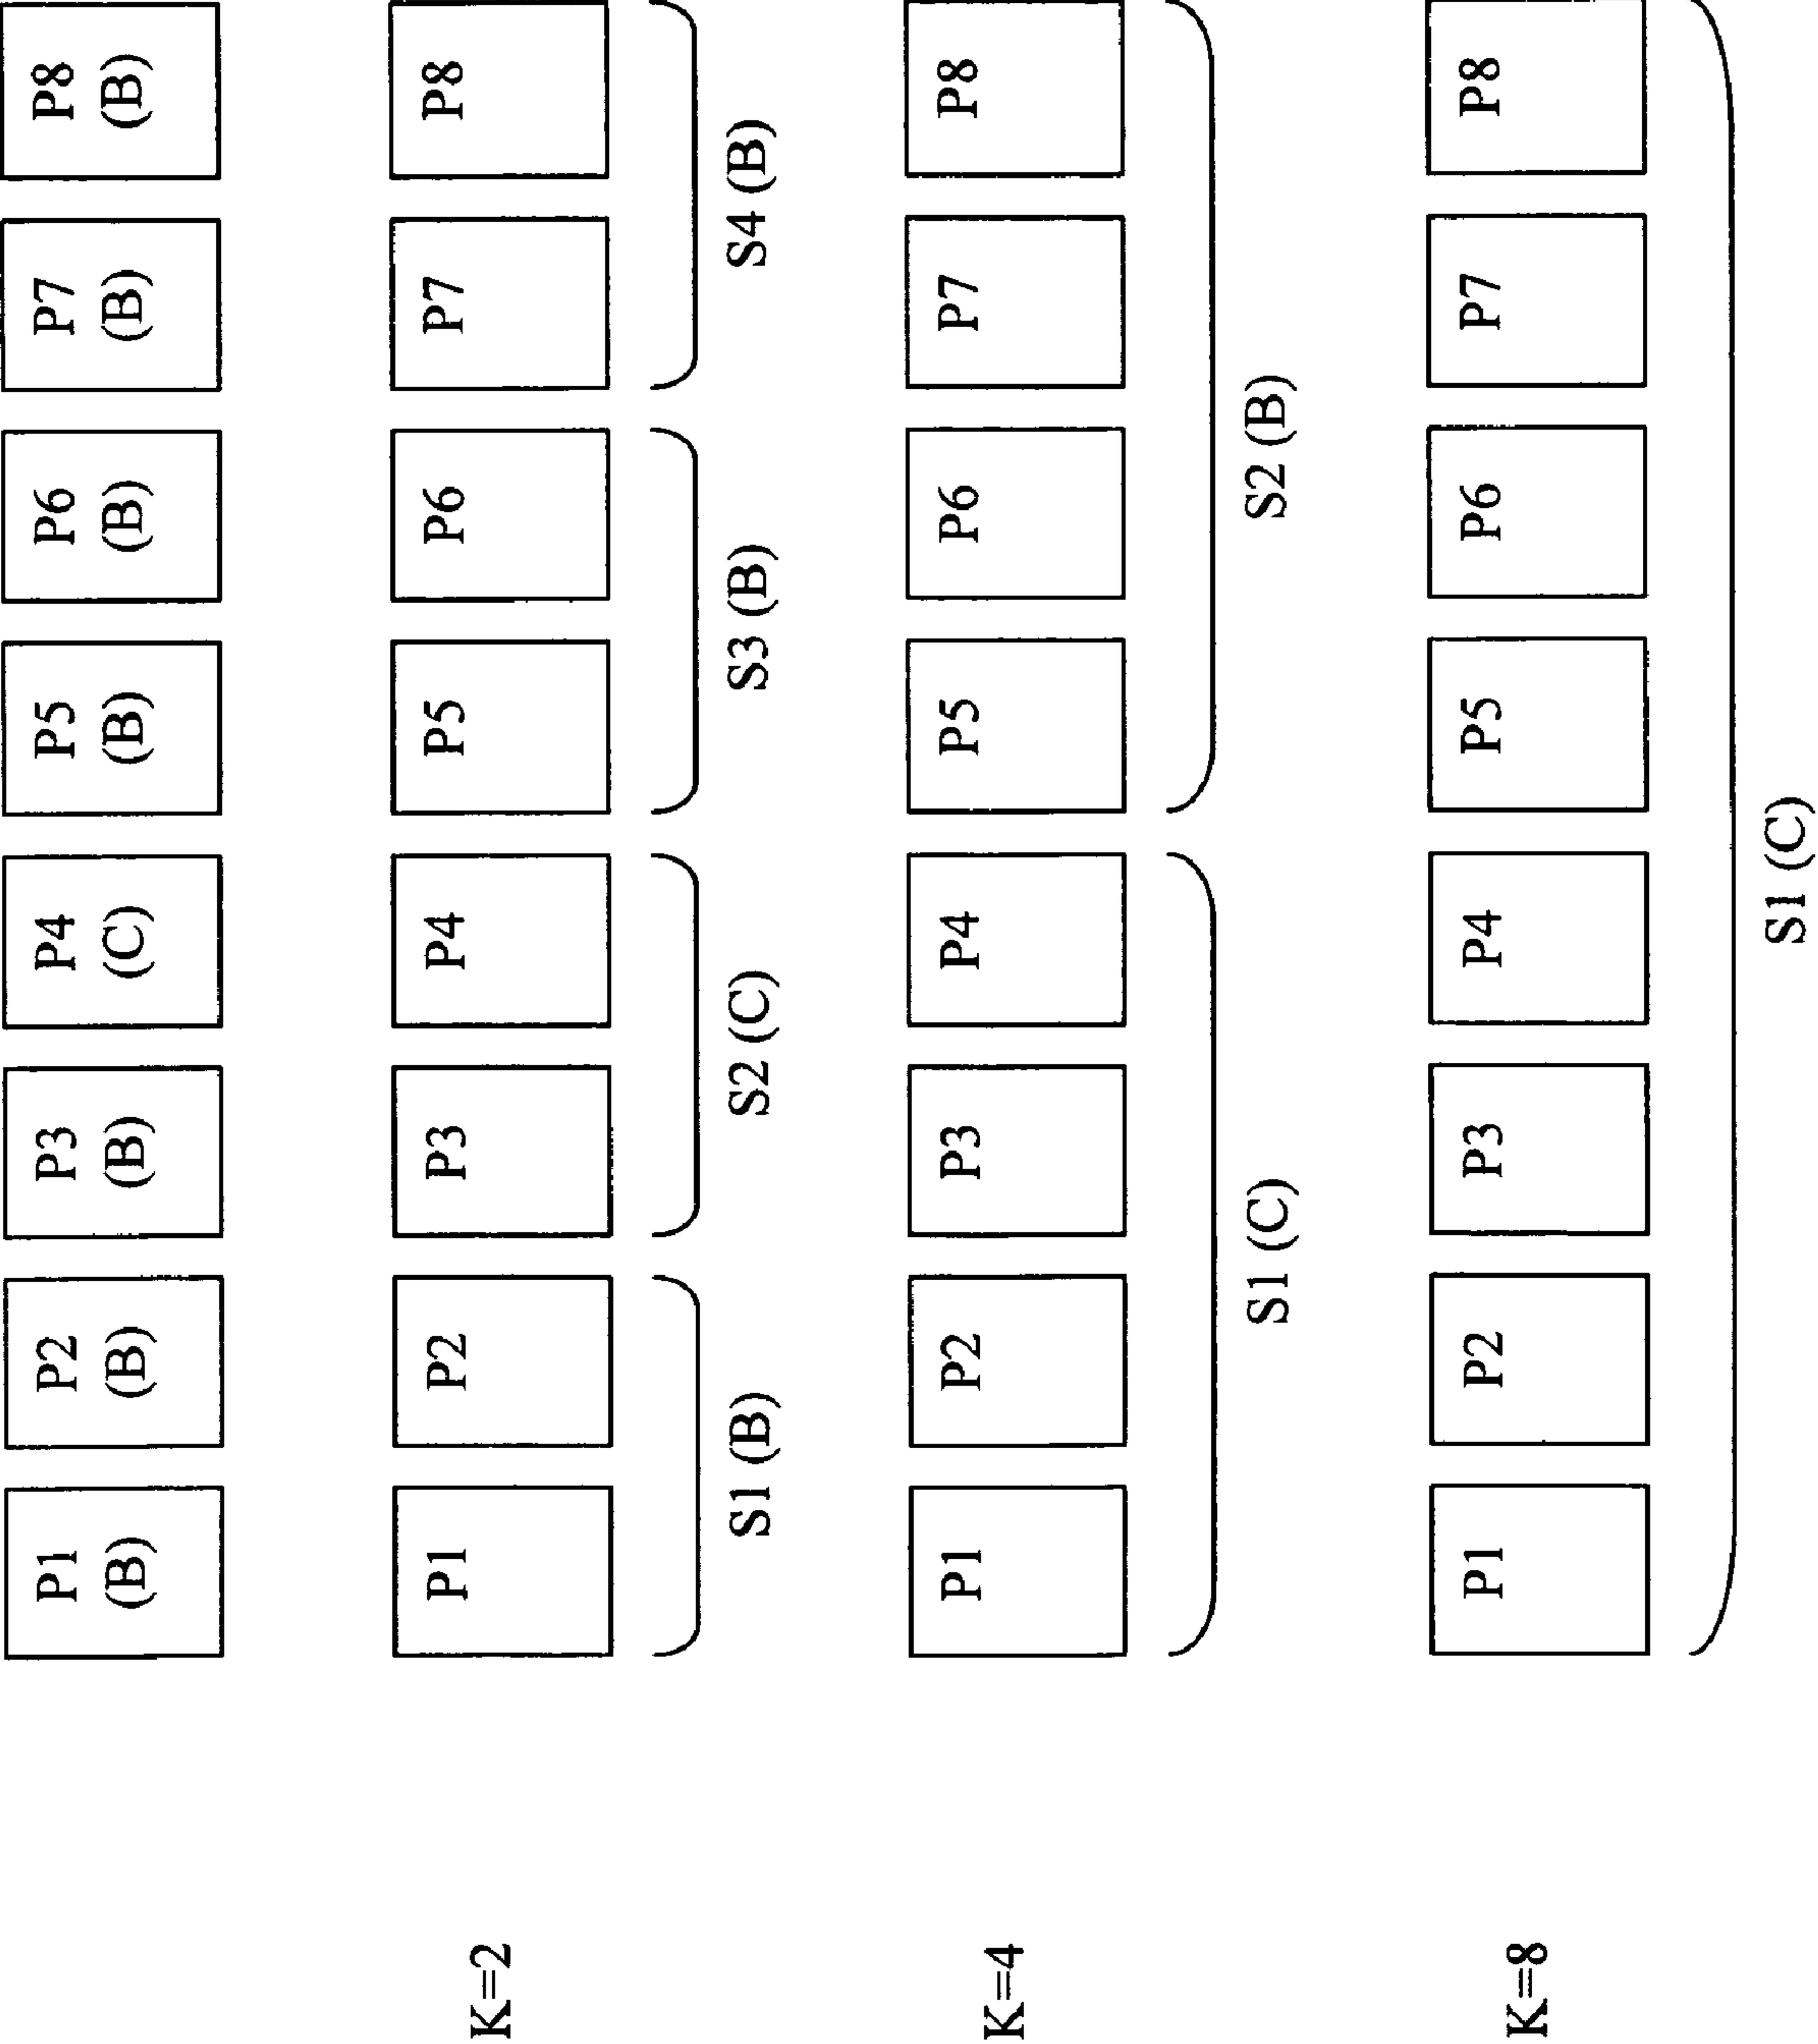 P1 P2 P3 P4 P5 P6 P7 P8
(B) (B) (B) (C) (B) (B) (B) (B)
K=2 P1 P2 P3 P4 P5 P6 P7 P8
S1 (B) S2 (C) S3 (B) S4 (B)
K=4 P1 P2 P3 P4 P5 P6 P7 P8
S1 (C) S2 (B)
K=8 P1 P2 P3 P4 P5 P6 P7 P8
S1 (C)